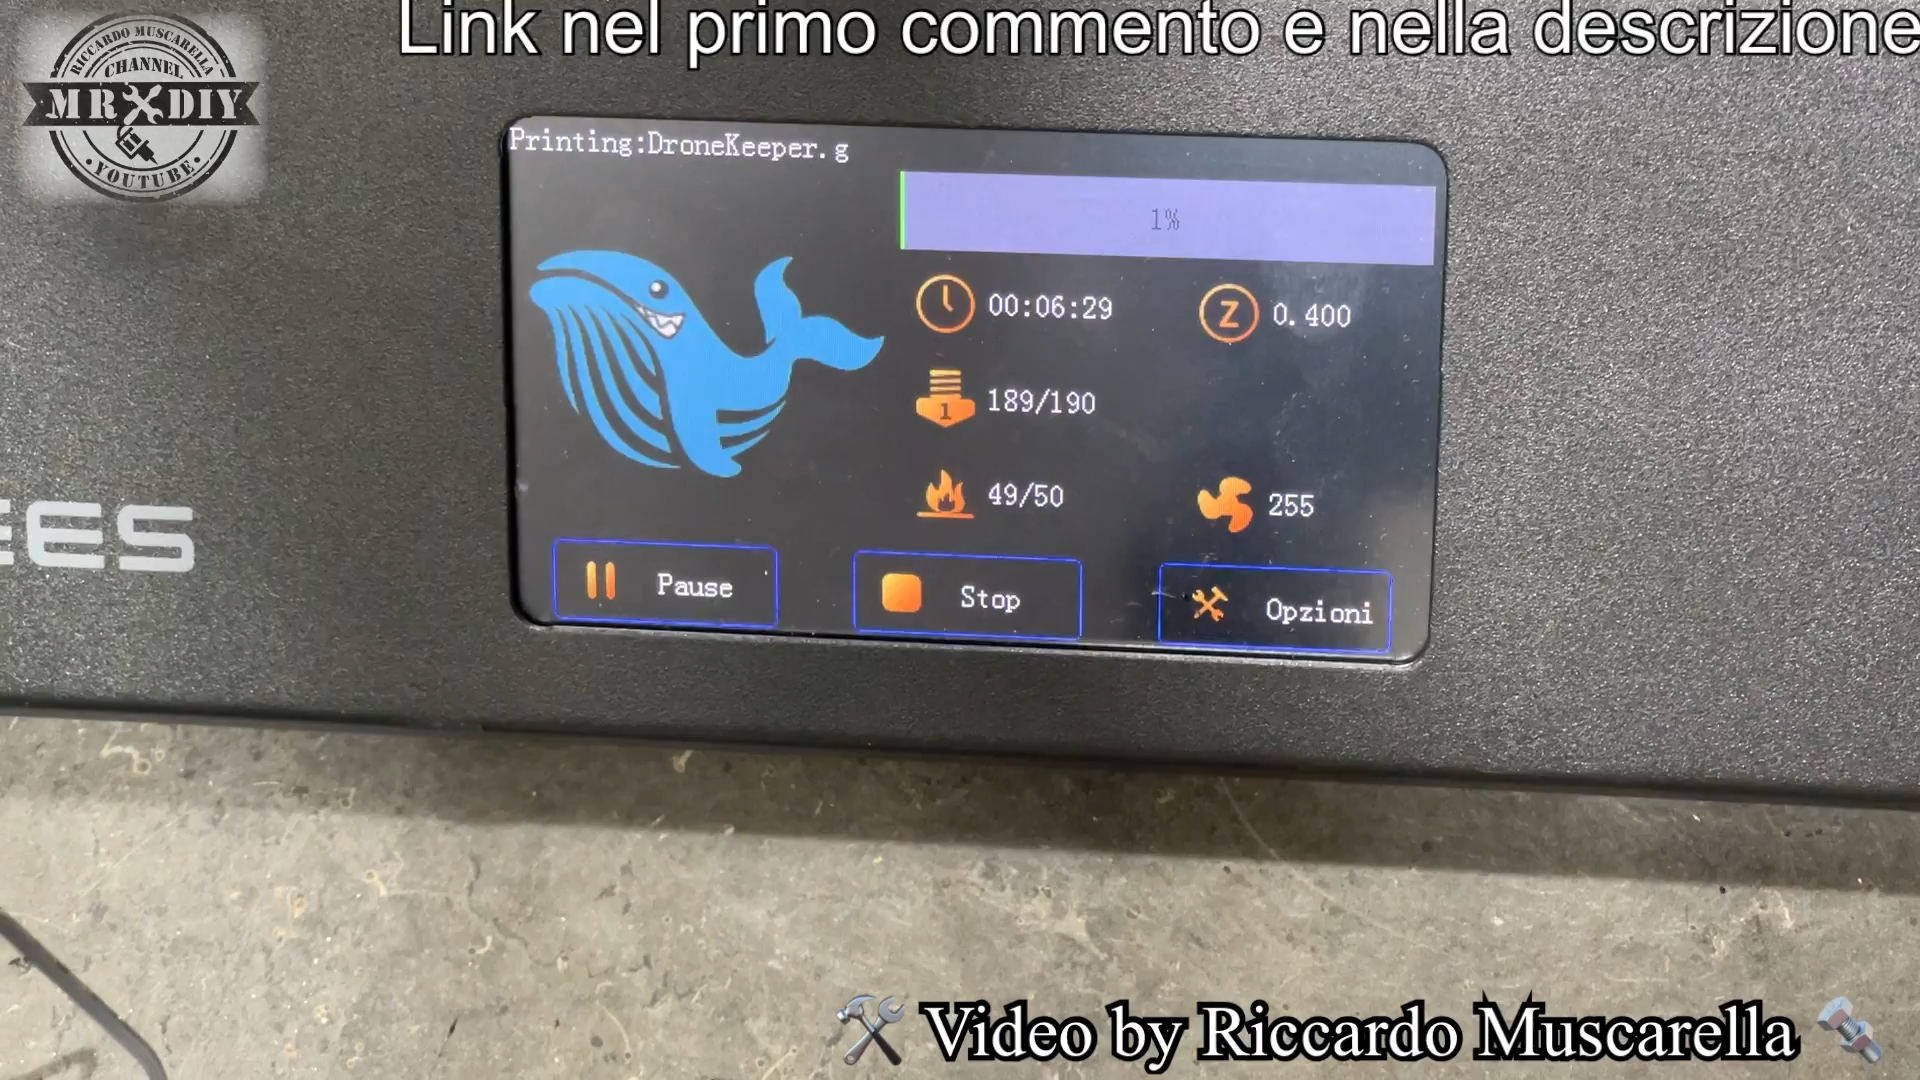 Link nel primo commento e nella descrizione
RICCARDO MUSCARELLA
CHANNEL
MR DIY
YOUTUBE
Printing:DroneKeeper.g
1%
00:06:29
Z 0.400
1 189/190
49/50
255
EES
Pause
Stop
Opzioni
Video by Riccardo Muscarella